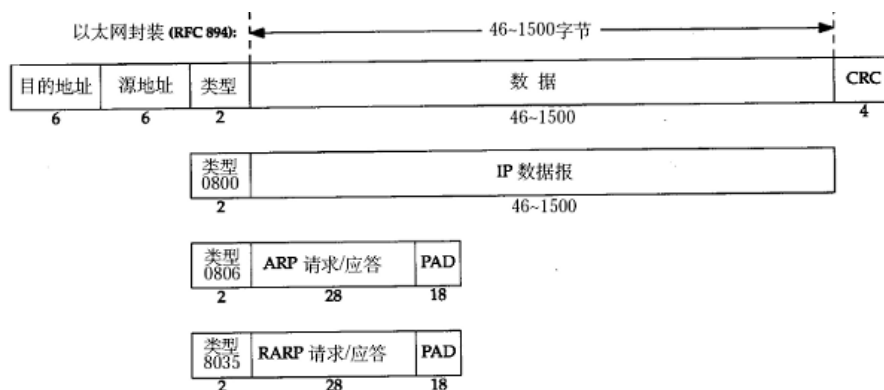 以太网封装 (RFC 894): 46~1500字节
目的地址 源地址 类型 数 据 CRC
6 6 2 46~1500 4
类型 IP 数据报
0800
2 46~1500
类型 ARP 请求/应答 PAD
0806
2 28 18
类型 RARP 请求/应答 PAD
8035
2 28 18